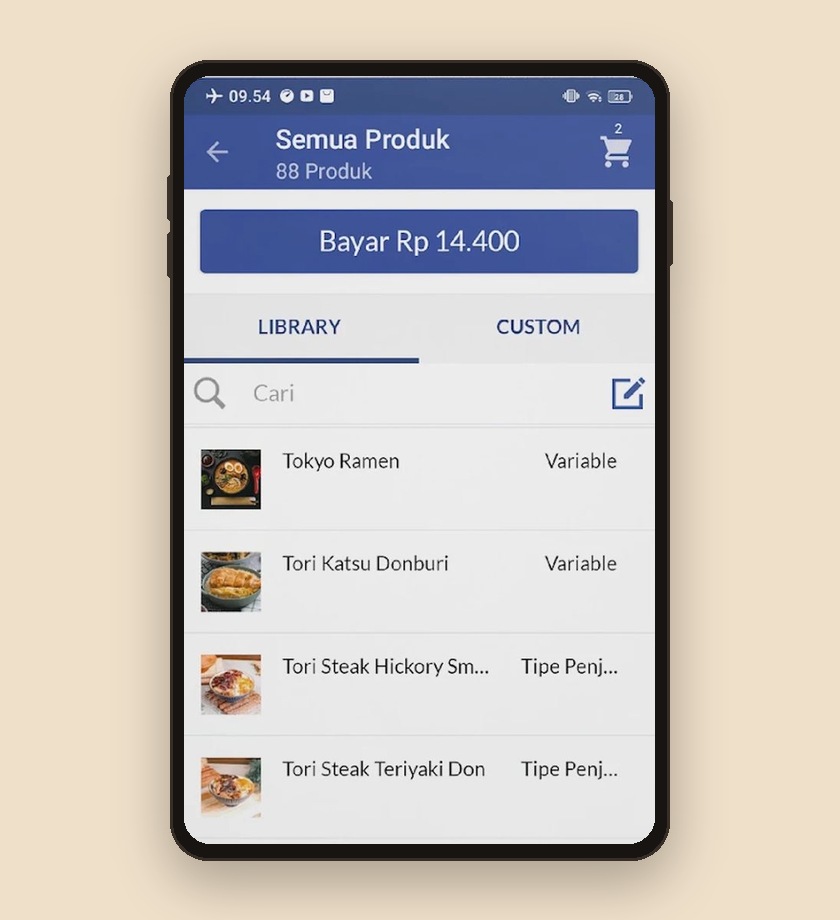 09.54
28
Semua Produk
2
88 Produk
Bayar Rp 14.400
LIBRARY
CUSTOM
Cari
Tokyo Ramen
Variable
Tori Katsu Donburi
Variable
Tori Steak Hickory Sm...
Tipe Penj...
Tori Steak Teriyaki Don
Tipe Penj...